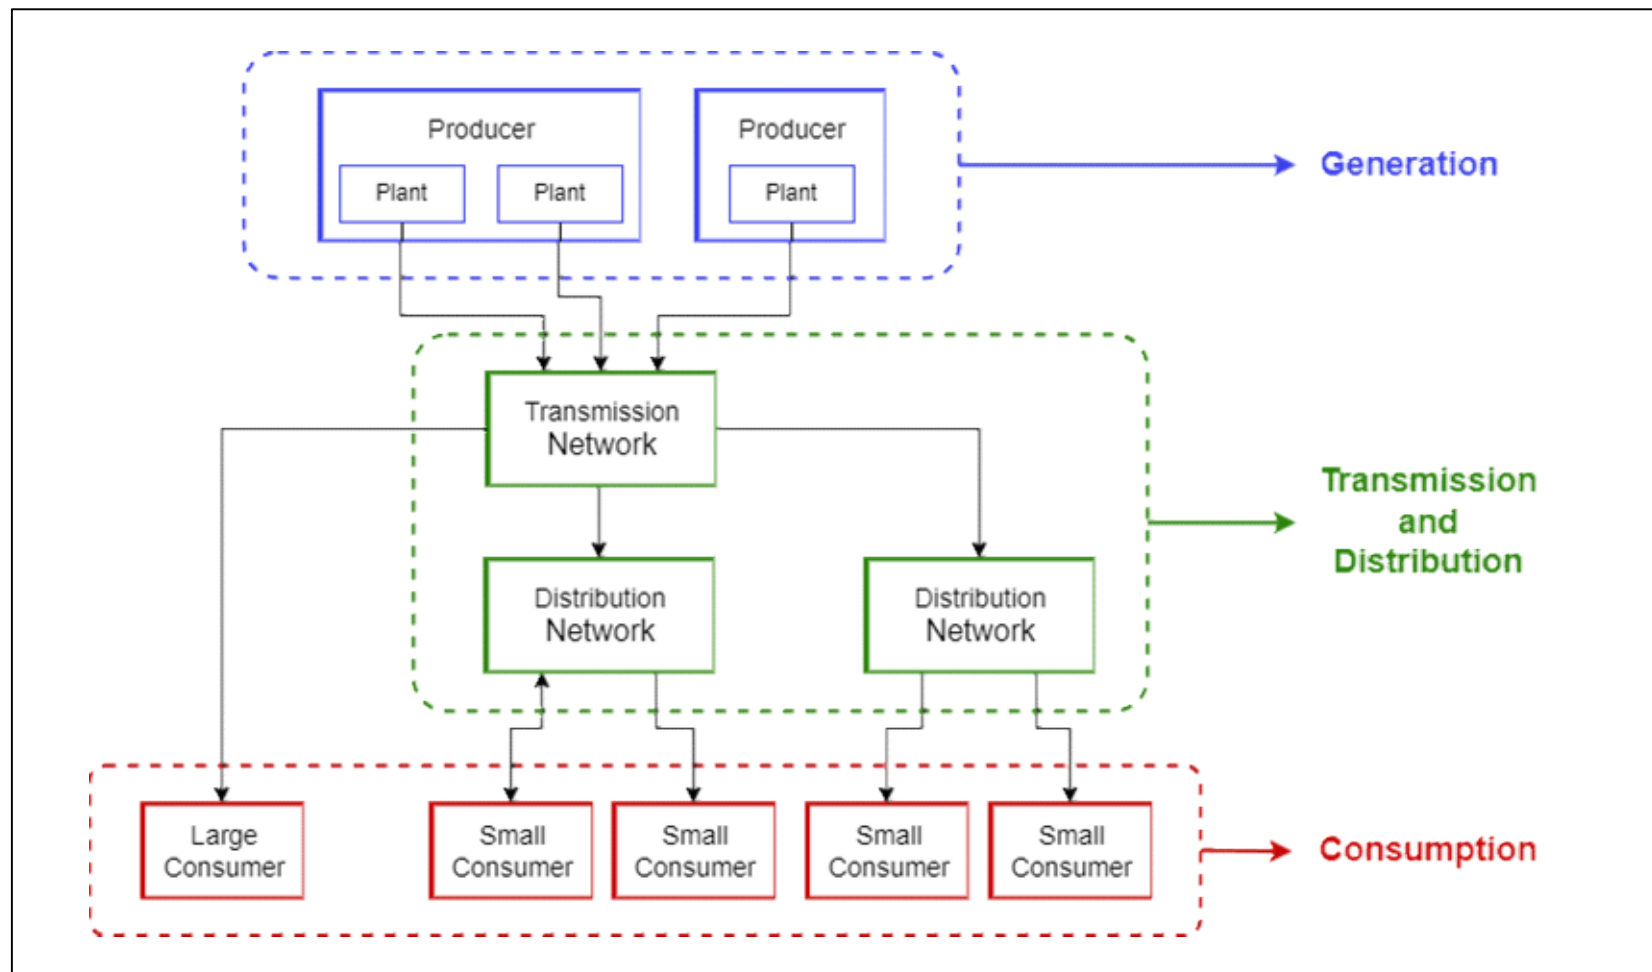 Producer
Producer
Plant
Plant
Plant
Generation
Transmission
Network
Transmission
and
Distribution
Distribution
Network
Distribution
Network
Large
Consumer
Small
Consumer
Small
Consumer
Small
Consumer
Small
Consumer
Consumption